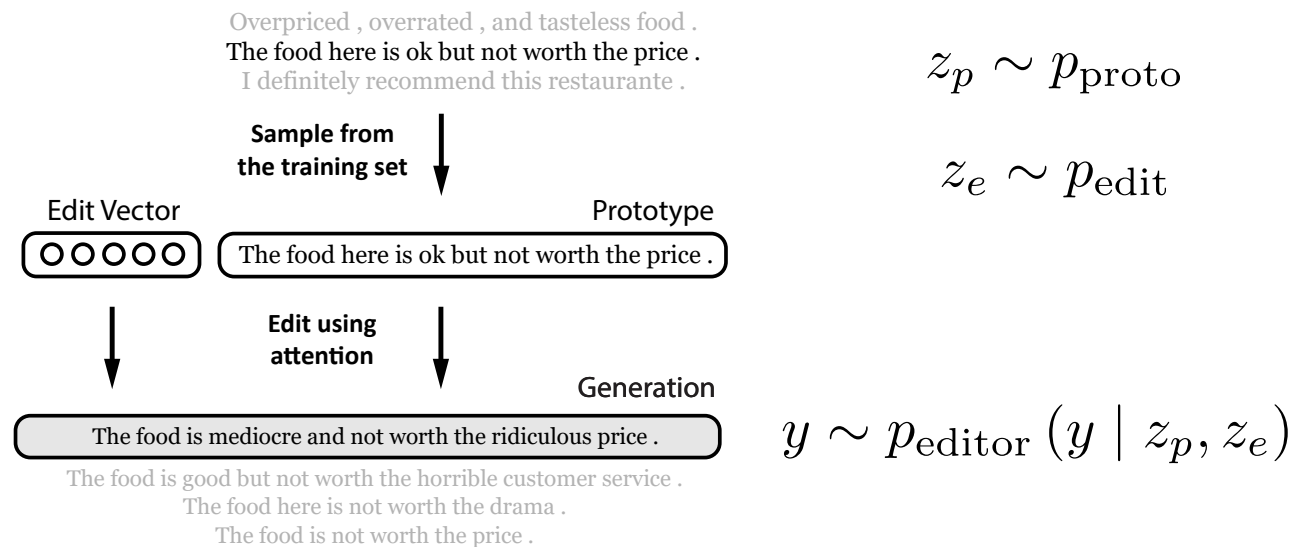 Overpriced , overrated , and tasteless food .
The food here is ok but not worth the price .
I definitely recommend this restaurante .
z_p ∼ p_proto
Sample from
the training set
z_e ∼ p_edit
Edit Vector
Prototype
The food here is ok but not worth the price .
Edit using
attention
Generation
The food is mediocre and not worth the ridiculous price .
y ∼ p_editor (y | z_p, z_e)
The food is good but not worth the horrible customer service .
The food here is not worth the drama .
The food is not worth the price .